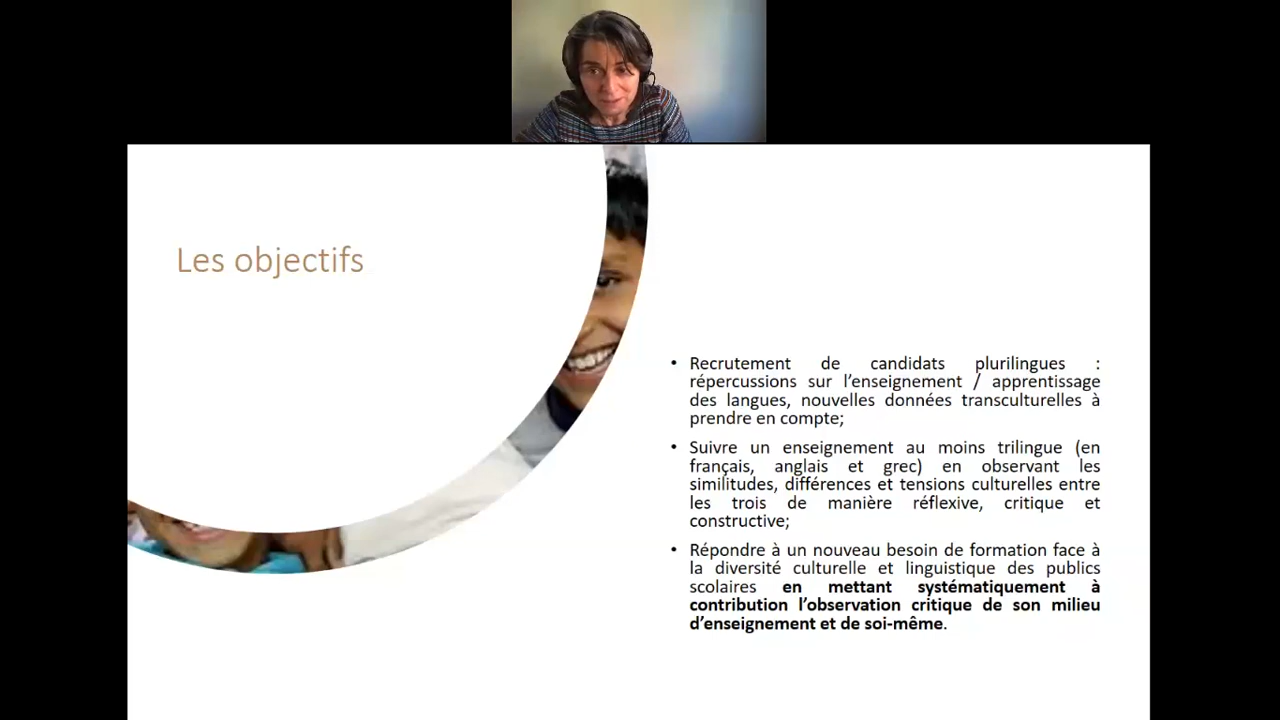 Les objectifs
• Recrutement de candidats plurilingues :
répercussions sur l’enseignement / apprentissage
des langues, nouvelles données transculturelles à
prendre en compte;
• Suivre un enseignement au moins trilingue (en
français, anglais et grec) en observant les
similitudes, différences et tensions culturelles entre
les trois de manière réflexive, critique et
constructive;
• Répondre à un nouveau besoin de formation face à
la diversité culturelle et linguistique des publics
scolaires en mettant systématiquement à
contribution l’observation critique de son milieu
d’enseignement et de soi-même.